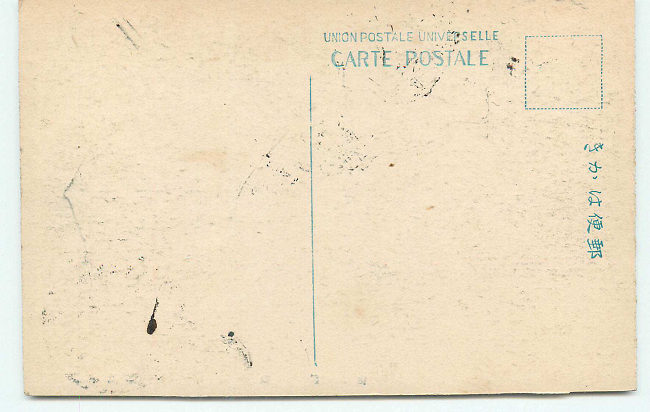 UNION POSTALE UNIVERSELLE
CARTE POSTALE
郵便はかき